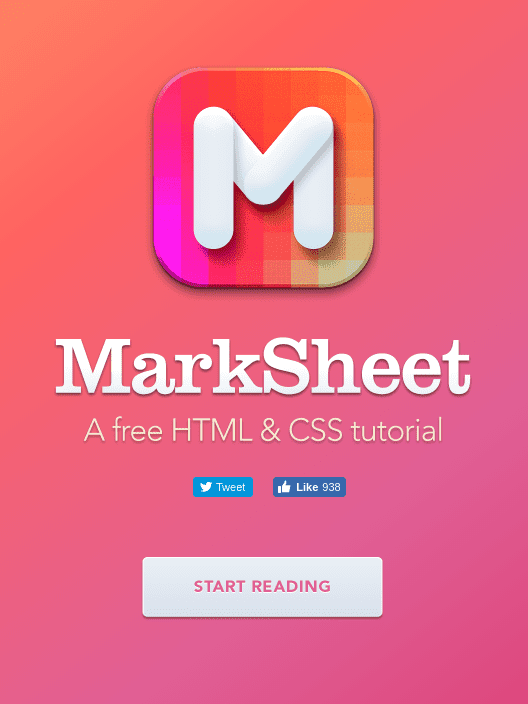 M
MarkSheet
A free HTML & CSS tutorial
Tweet
Like 938
START READING